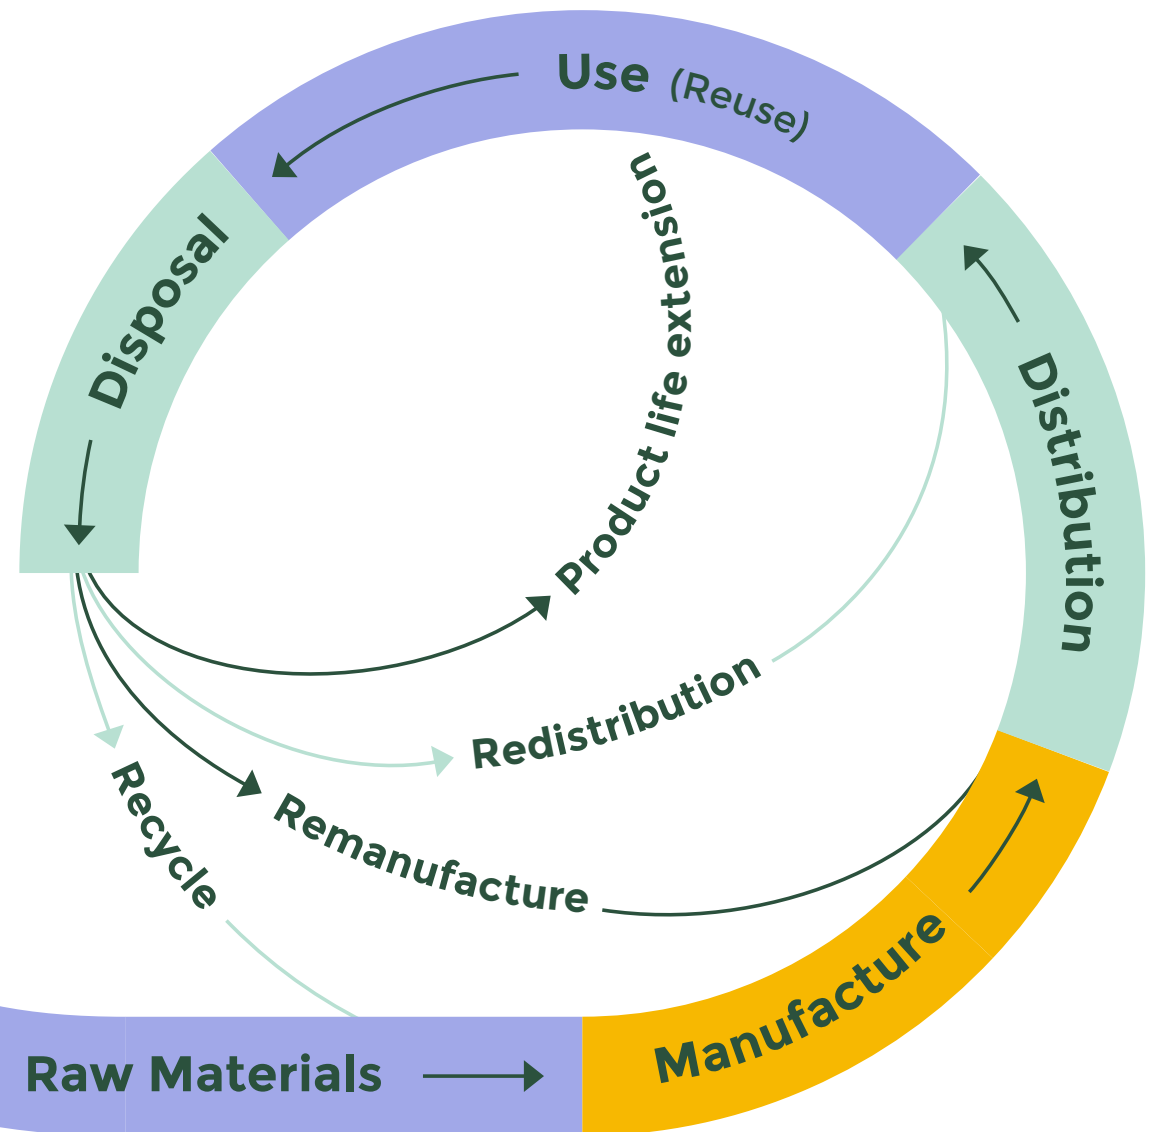 Use (Reuse)
Disposal
Distribution
Product life extension
Redistribution
Recycle
Remanufacture
Manufacture
Raw Materials